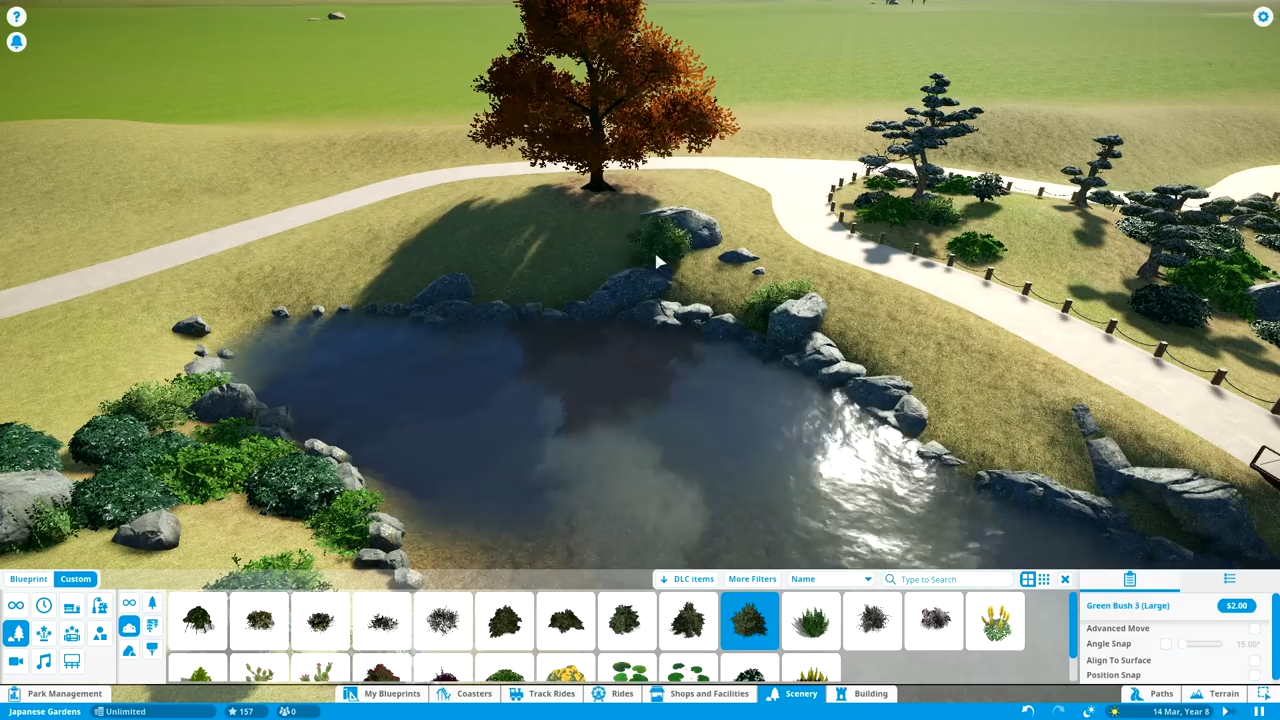 ?
Blueprint Custom DLC items More Filters Name Type to Search
Green Bush 3 (Large) $2.00
Advanced Move
Angle Snap 15.00°
Align To Surface
Position Snap
Park Management My Blueprints Coasters Track Rides Rides Shops and Facilities Scenery Building Paths Terrain
Japanese Gardens Unlimited 157 0 14 Mar, Year 8